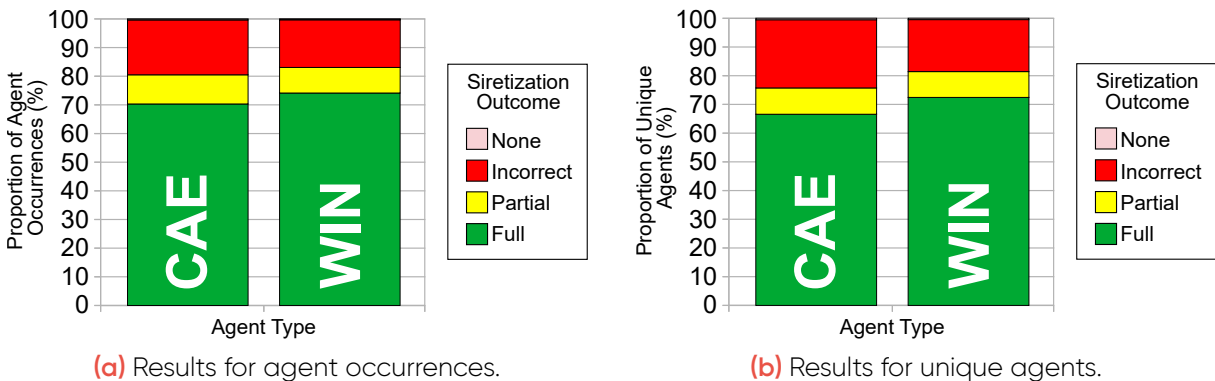 Proportion of Agent
Occurrences (%)
100
90
80
70
60
50
40
30
20
10
0
CAE
WIN
Agent Type
Siretization
Outcome
None
Incorrect
Partial
Full
(a) Results for agent occurrences.
Proportion of Unique
Agents (%)
100
90
80
70
60
50
40
30
20
10
0
CAE
WIN
Agent Type
Siretization
Outcome
None
Incorrect
Partial
Full
(b) Results for unique agents.